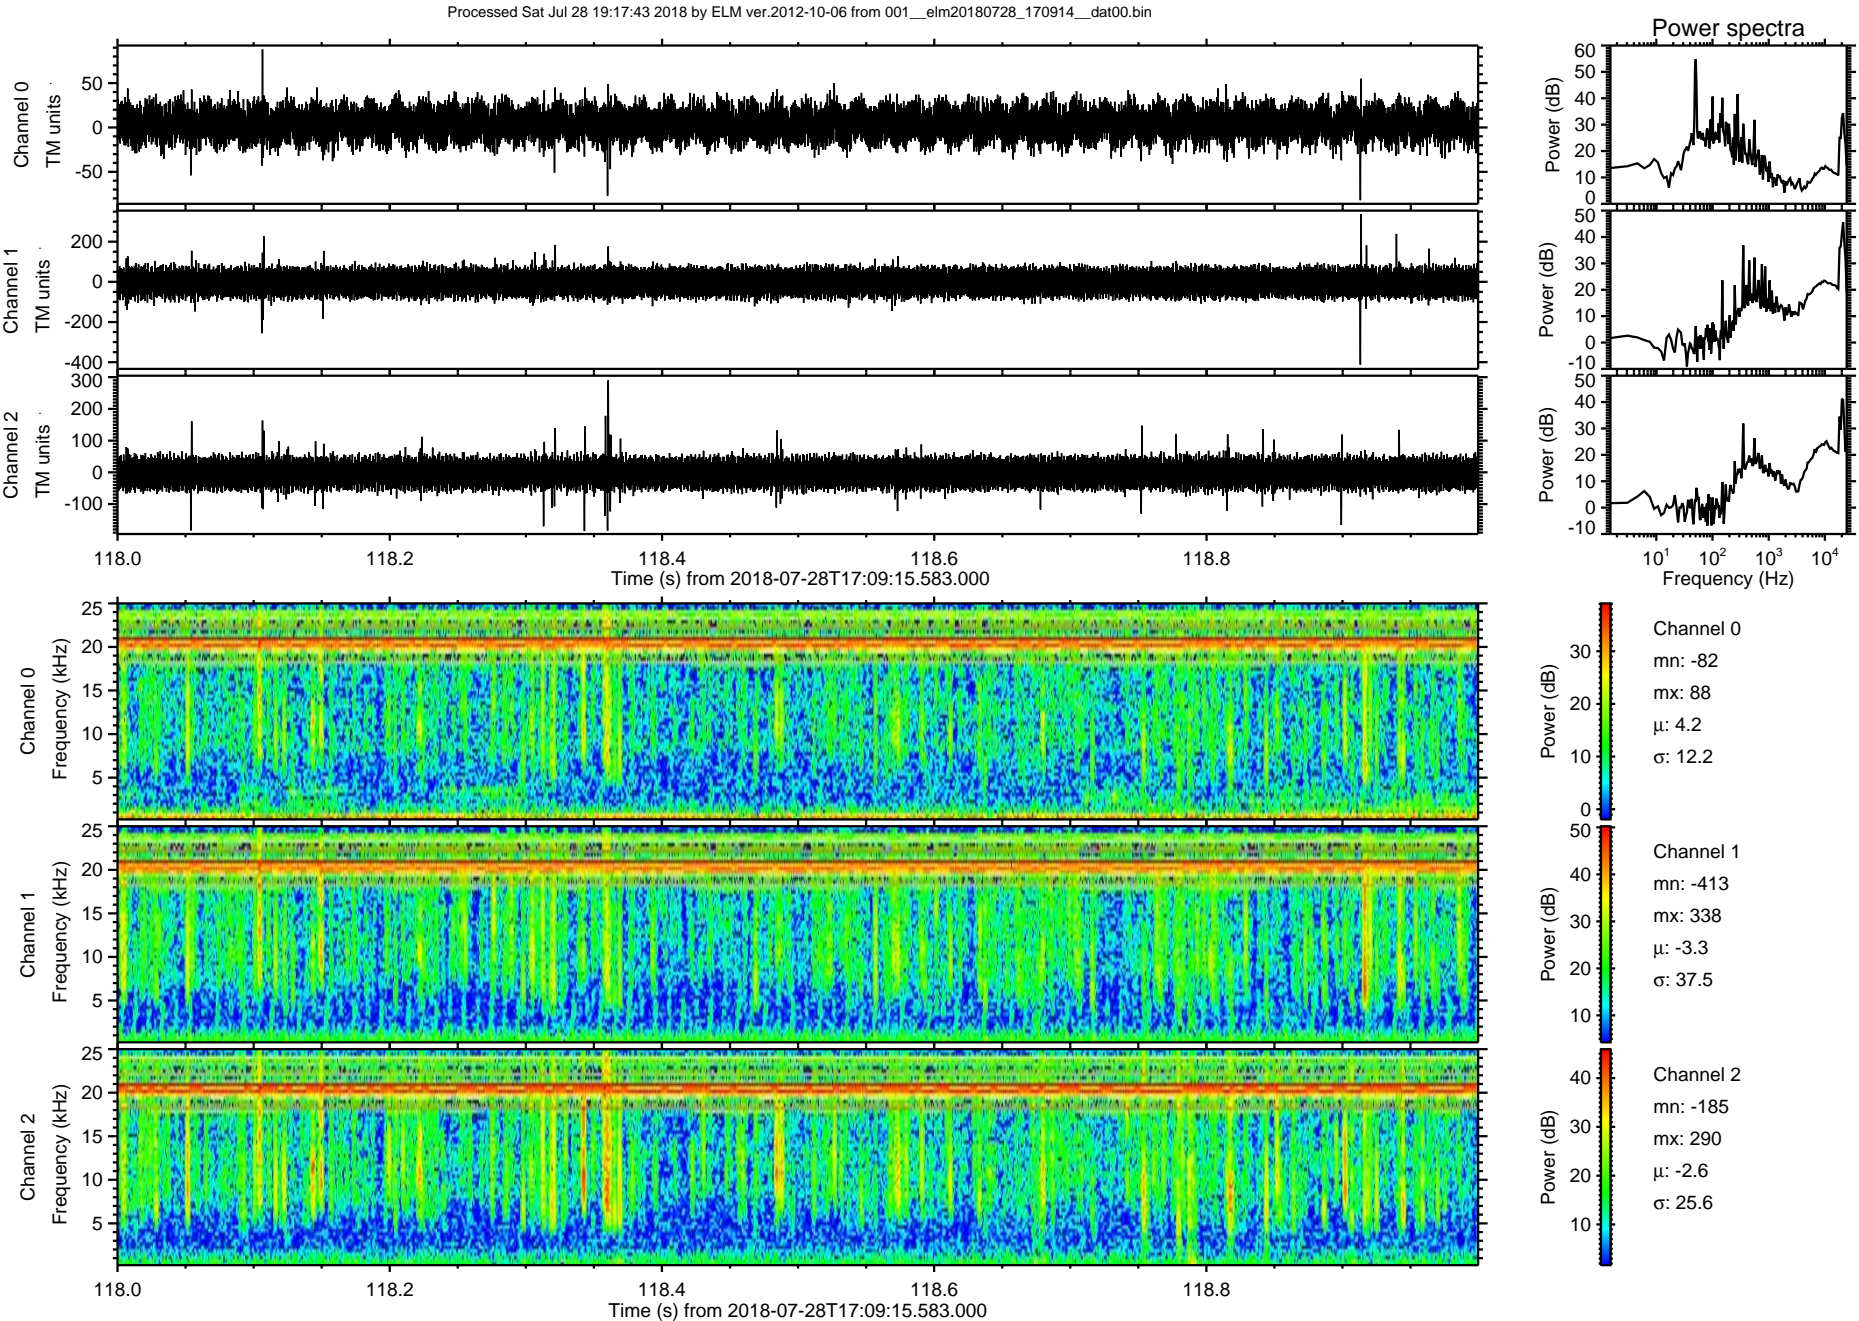 Processed Sat Jul 28 19:17:43 2018 by ELM ver.2012-10-06 from 001__elm20180728_170914__dat00.bin
Power spectra
Channel 0
TM units
50
0
-50
Power (dB)
60
50
40
30
20
10
0
Channel 1
TM units
200
0
-200
-400
Power (dB)
50
40
30
20
10
0
-10
Channel 2
TM units
300
200
100
0
-100
Power (dB)
50
40
30
20
10
0
-10
118.0 118.2 118.4 118.6 118.8
Time (s) from 2018-07-28T17:09:15.583.000
10¹ 10² 10³ 10⁴
Frequency (Hz)
Channel 0
Frequency (kHz)
25
20
15
10
5
Power (dB)
30
20
10
0
Channel 0
mn: -82
mx: 88
μ: 4.2
σ: 12.2
Channel 1
Frequency (kHz)
25
20
15
10
5
Power (dB)
50
40
30
20
10
Channel 1
mn: -413
mx: 338
μ: -3.3
σ: 37.5
Channel 2
Frequency (kHz)
25
20
15
10
5
Power (dB)
40
30
20
10
Channel 2
mn: -185
mx: 290
μ: -2.6
σ: 25.6
118.0 118.2 118.4 118.6 118.8
Time (s) from 2018-07-28T17:09:15.583.000